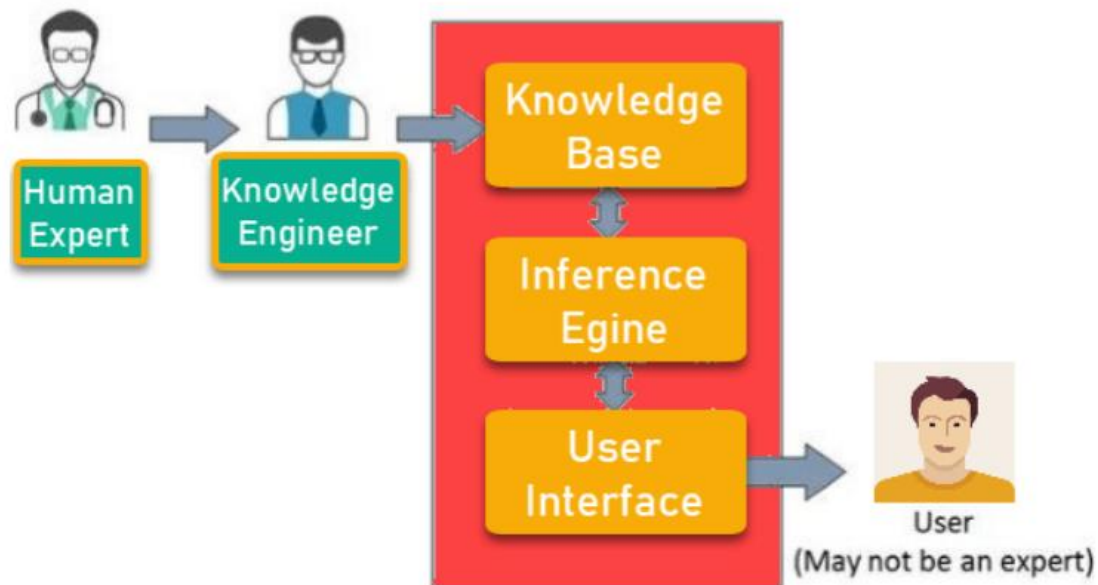 Human
Expert
Knowledge
Engineer
Knowledge
Base
Inference
Egine
User
Interface
User
(May not be an expert)